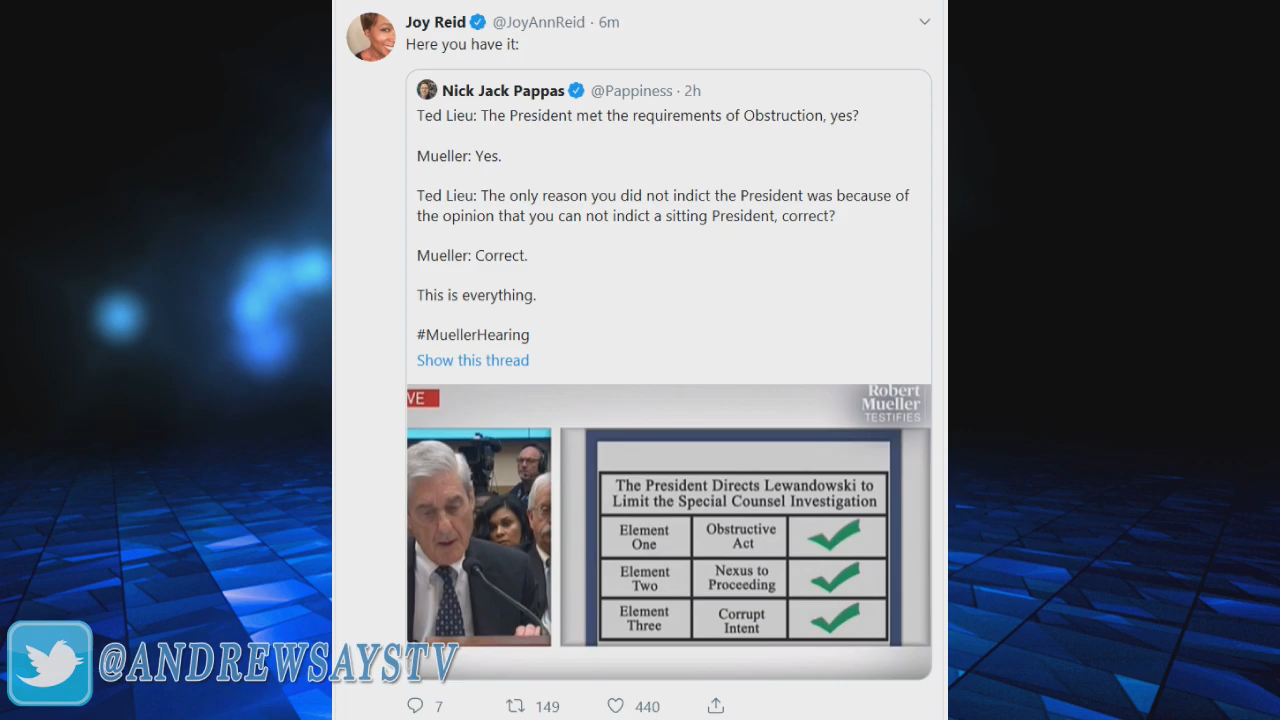 Joy Reid @JoyAnnReid · 6m
Here you have it:
Nick Jack Pappas @Pappiness · 2h
Ted Lieu: The President met the requirements of Obstruction, yes?
Mueller: Yes.
Ted Lieu: The only reason you did not indict the President was because of
the opinion that you can not indict a sitting President, correct?
Mueller: Correct.
This is everything.
#MuellerHearing
Show this thread
VE
Robert
Mueller
TESTIFIES
The President Directs Lewandowski to
Limit the Special Counsel Investigation
Element One Obstructive Act
Element Two Nexus to Proceeding
Element Three Corrupt Intent
@ANDREWSAYSTV
7 149 440